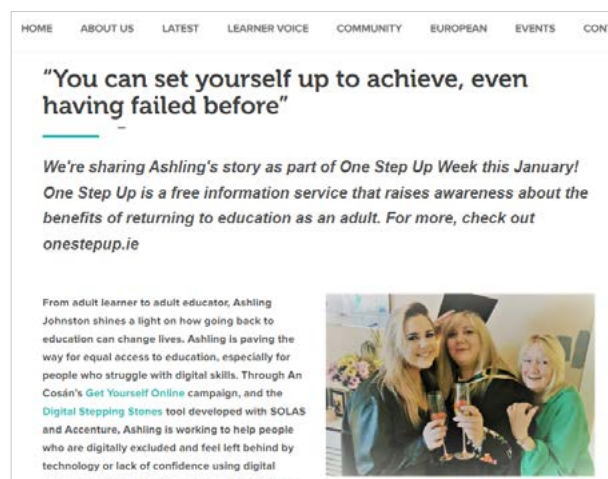 HOME ABOUT US LATEST LEARNER VOICE COMMUNITY EUROPEAN EVENTS CON
“You can set yourself up to achieve, even
having failed before”
We're sharing Ashling's story as part of One Step Up Week this January!
One Step Up is a free information service that raises awareness about the
benefits of returning to education as an adult. For more, check out
onestepup.ie
From adult learner to adult educator, Ashling
Johnston shines a light on how going back to
education can change lives. Ashling is paving the
way for equal access to education, especially for
people who struggle with digital skills. Through An
Cosán's Get Yourself Online campaign, and the
Digital Stepping Stones tool developed with SOLAS
and Accenture, Ashling is working to help people
who are digitally excluded and feel left behind by
technology or lack of confidence using digital